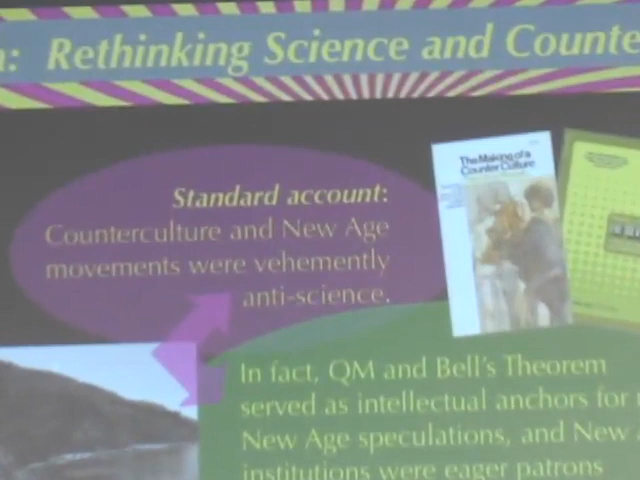 Rethinking Science and Counte
Standard account:
Counterculture and New Age
movements were vehemently
anti-science.
The Making of a
Counter Culture
In fact, QM and Bell's Theorem
served as intellectual anchors for
New Age speculations, and New
institutions were eager patrons